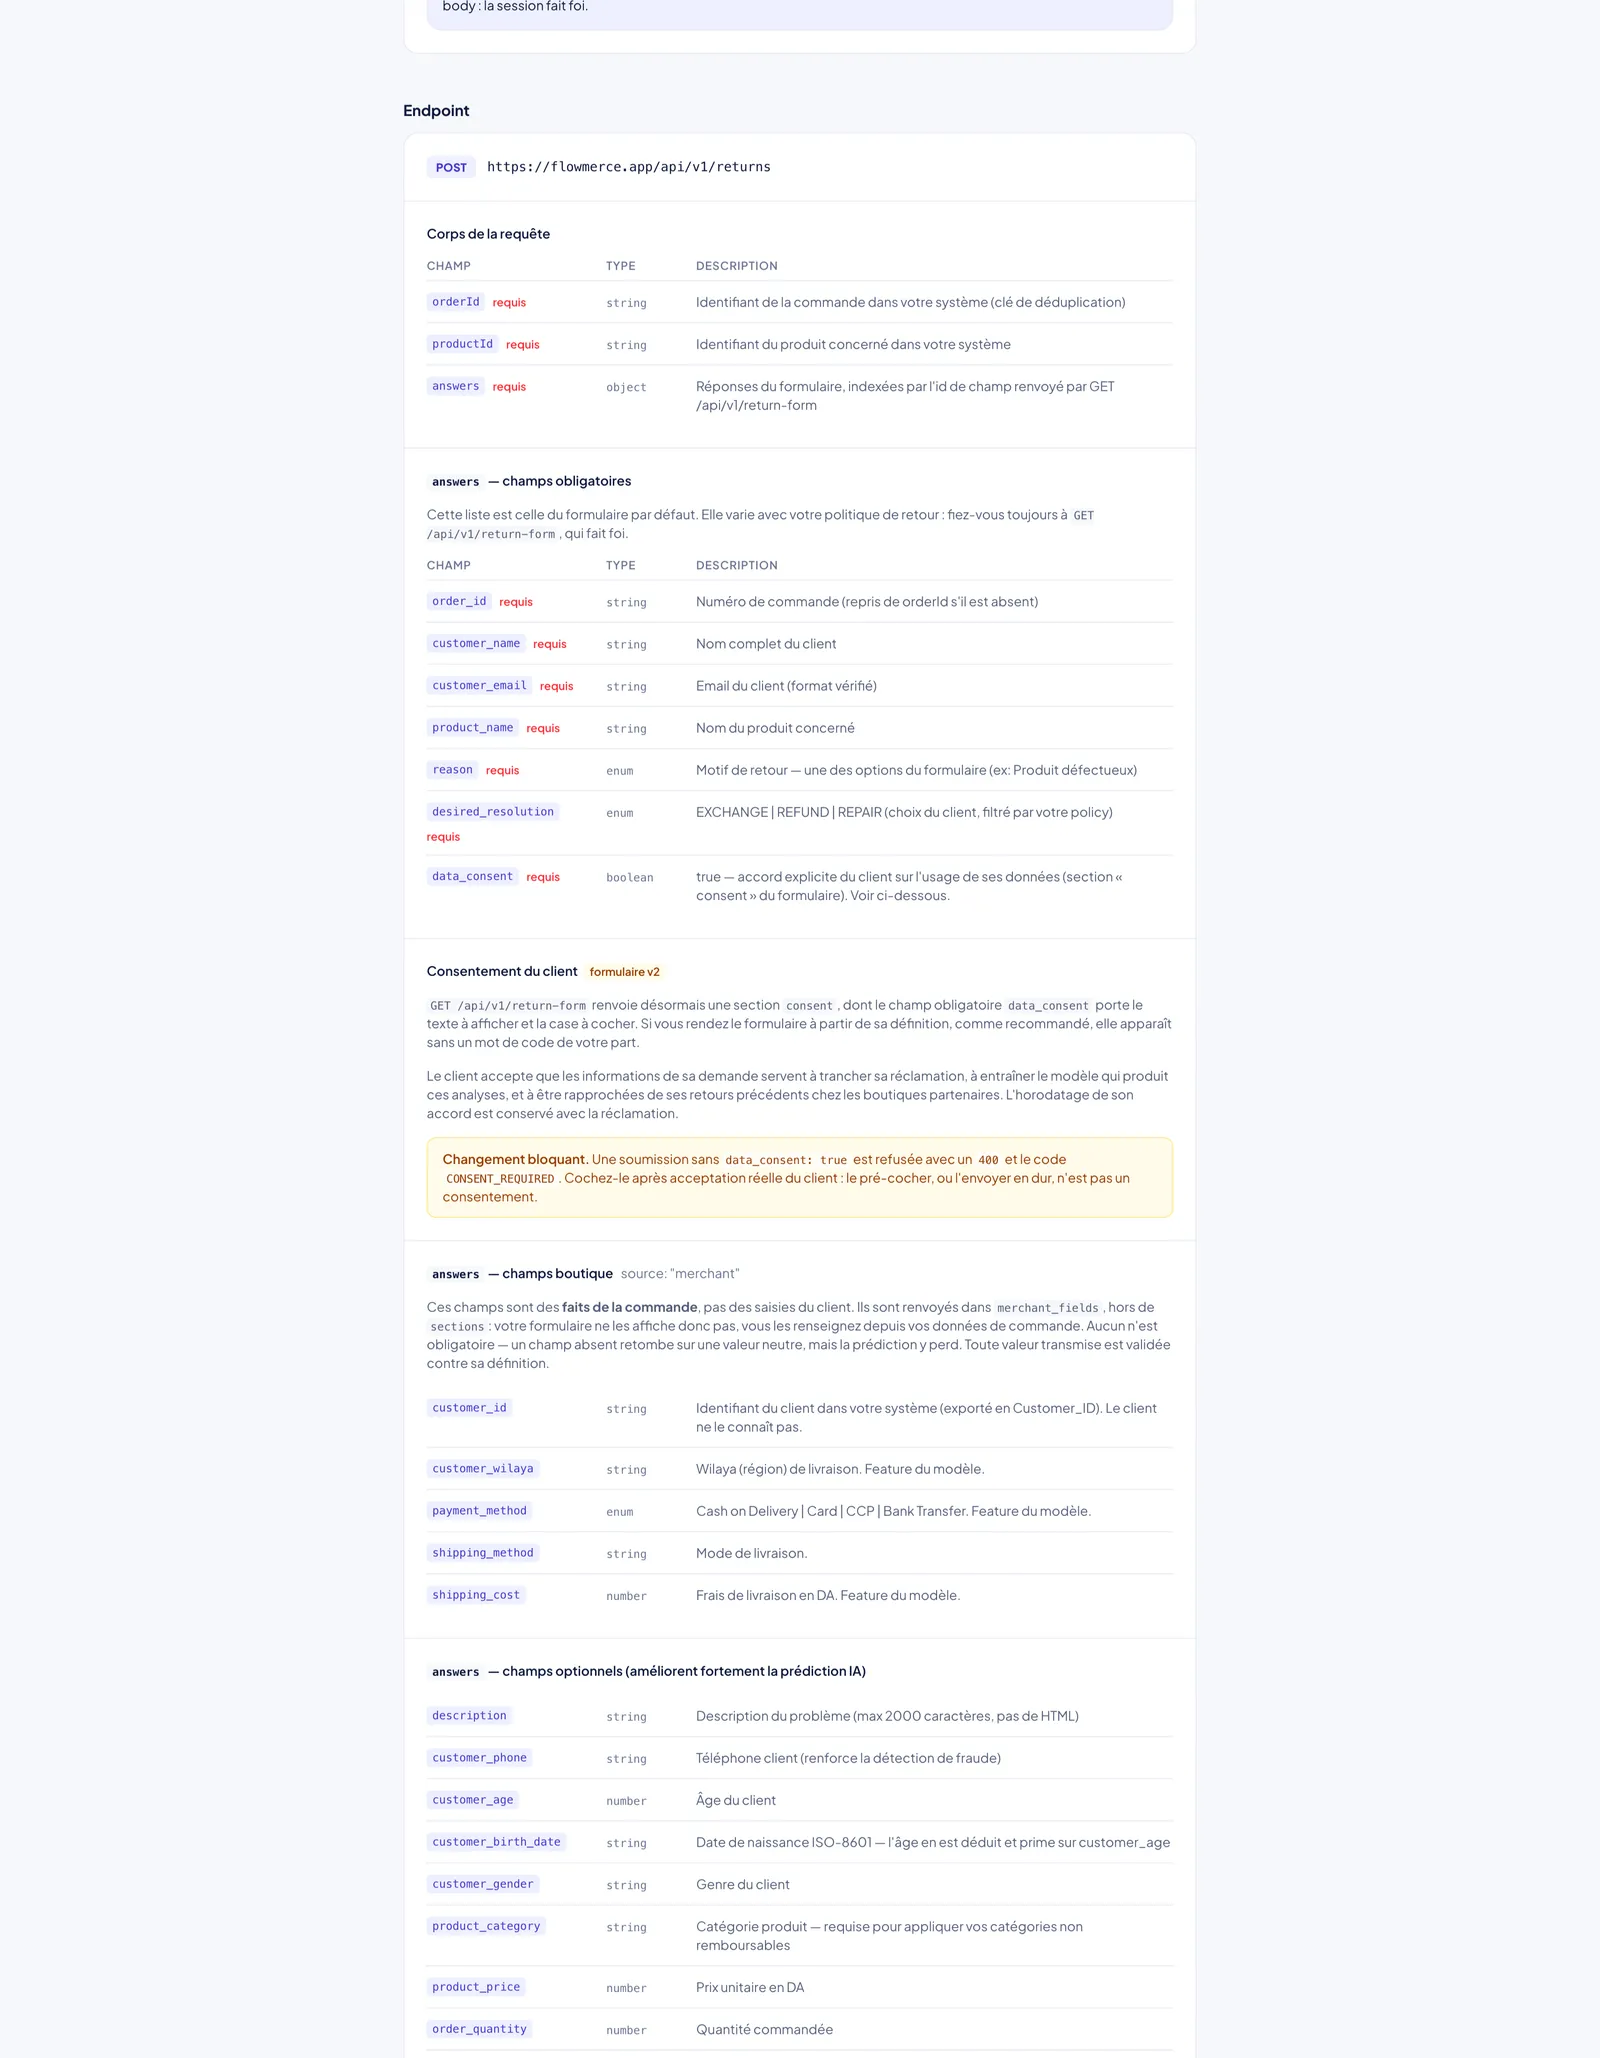 body : la session fait foi.
Endpoint
POST https://flowmerce.app/api/v1/returns
Corps de la requête
CHAMP TYPE DESCRIPTION
orderId requis string Identifiant de la commande dans votre système (clé de déduplication)
productId requis string Identifiant du produit concerné dans votre système
answers requis object Réponses du formulaire, indexées par l'id de champ renvoyé par GET
/api/v1/return-form
answers — champs obligatoires
Cette liste est celle du formulaire par défaut. Elle varie avec votre politique de retour : fiez-vous toujours à GET
/api/v1/return-form , qui fait foi.
CHAMP TYPE DESCRIPTION
order_id requis string Numéro de commande (repris de orderId s'il est absent)
customer_name requis string Nom complet du client
customer_email requis string Email du client (format vérifié)
product_name requis string Nom du produit concerné
reason requis enum Motif de retour — une des options du formulaire (ex: Produit défectueux)
desired_resolution enum EXCHANGE | REFUND | REPAIR (choix du client, filtré par votre policy)
requis
data_consent requis boolean true — accord explicite du client sur l'usage de ses données (section «
consent » du formulaire). Voir ci-dessous.
Consentement du client formulaire v2
GET /api/v1/return-form renvoie désormais une section consent , dont le champ obligatoire data_consent porte le
texte à afficher et la case à cocher. Si vous rendez le formulaire à partir de sa définition, comme recommandé, elle apparaît
sans un mot de code de votre part.
Le client accepte que les informations de sa demande servent à trancher sa réclamation, à entraîner le modèle qui produit
ces analyses, et à être rapprochées de ses retours précédents chez les boutiques partenaires. L'horodatage de son
accord est conservé avec la réclamation.
Changement bloquant. Une soumission sans data_consent: true est refusée avec un 400 et le code
CONSENT_REQUIRED . Cochez-le après acceptation réelle du client : le pré-cocher, ou l'envoyer en dur, n'est pas un
consentement.
answers — champs boutique source: "merchant"
Ces champs sont des faits de la commande, pas des saisies du client. Ils sont renvoyés dans merchant_fields , hors de
sections : votre formulaire ne les affiche donc pas, vous les renseignez depuis vos données de commande. Aucun n'est
obligatoire — un champ absent retombe sur une valeur neutre, mais la prédiction y perd. Toute valeur transmise est validée
contre sa définition.
customer_id string Identifiant du client dans votre système (exporté en Customer_ID). Le client
ne le connaît pas.
customer_wilaya string Wilaya (région) de livraison. Feature du modèle.
payment_method enum Cash on Delivery | Card | CCP | Bank Transfer. Feature du modèle.
shipping_method string Mode de livraison.
shipping_cost number Frais de livraison en DA. Feature du modèle.
answers — champs optionnels (améliorent fortement la prédiction IA)
description string Description du problème (max 2000 caractères, pas de HTML)
customer_phone string Téléphone client (renforce la détection de fraude)
customer_age number Âge du client
customer_birth_date string Date de naissance ISO-8601 — l'âge en est déduit et prime sur customer_age
customer_gender string Genre du client
product_category string Catégorie produit — requise pour appliquer vos catégories non
remboursables
product_price number Prix unitaire en DA
order_quantity number Quantité commandée